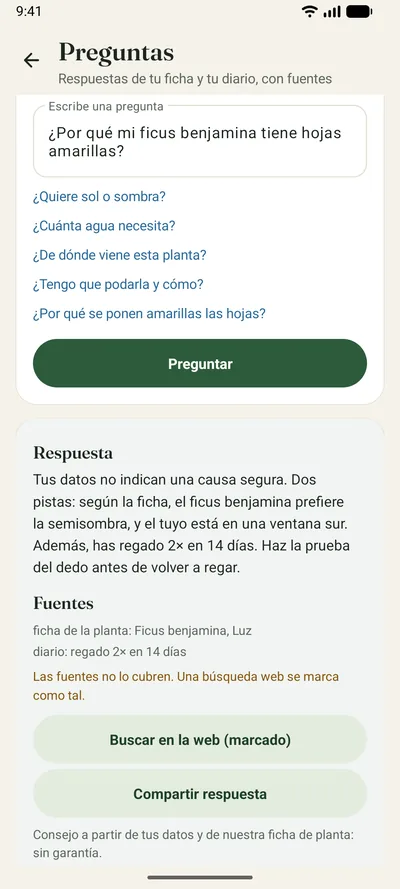 9:41
Preguntas
Respuestas de tu ficha y tu diario, con fuentes
Escribe una pregunta
¿Por qué mi ficus benjamina tiene hojas
amarillas?
¿Quiere sol o sombra?
¿Cuánta agua necesita?
¿De dónde viene esta planta?
¿Tengo que podarla y cómo?
¿Por qué se ponen amarillas las hojas?
Preguntar
Respuesta
Tus datos no indican una causa segura. Dos
pistas: según la ficha, el ficus benjamina prefiere
la semisombra, y el tuyo está en una ventana sur.
Además, has regado 2× en 14 días. Haz la prueba
del dedo antes de volver a regar.
Fuentes
ficha de la planta: Ficus benjamina, Luz
diario: regado 2× en 14 días
Las fuentes no lo cubren. Una búsqueda web se marca
como tal.
Buscar en la web (marcado)
Compartir respuesta
Consejo a partir de tus datos y de nuestra ficha de planta:
sin garantía.